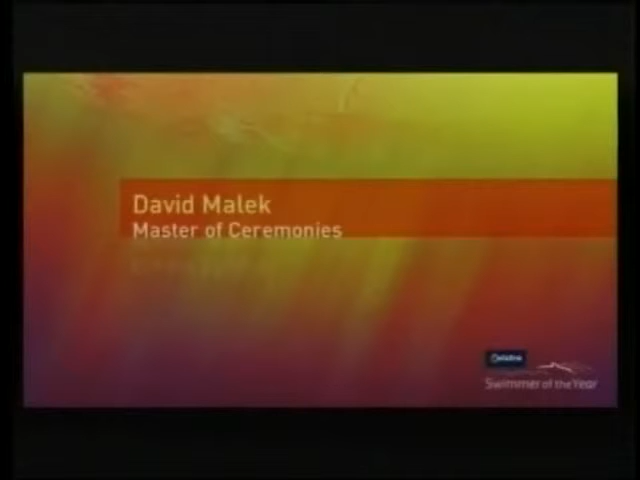 David Malek
Master of Ceremonies
Swimmer of the Year